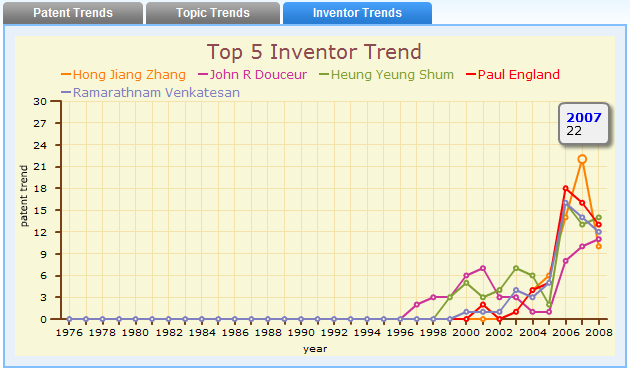 Patent Trends Topic Trends Inventor Trends
Top 5 Inventor Trend
Hong Jiang Zhang John R Douceur Heung Yeung Shum Paul England
Ramarathnam Venkatesan
30
2007
22
27
24
21
18
15
12
9
6
3
0
patent trend
1976 1978 1980 1982 1984 1986 1988 1990 1992 1994 1996 1998 2000 2002 2004 2006 2008
year